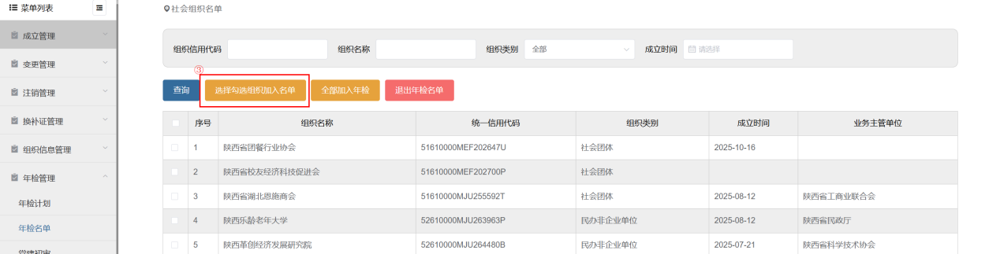 菜单列表
社会组织名单
成立管理
变更管理
注销管理
换补证管理
组织信息管理
年检管理
年检计划
年检名单
党建初审
组织信用代码 组织名称 组织类别 全部 成立时间 请选择
③
查询 选择勾选组织加入名单 全部加入年检 退出年检名单
序号 组织名称 统一信用代码 组织类别 成立时间 业务主管单位
1 陕西省团餐行业协会 51610000MEF202647U 社会团体 2025-10-16
2 陕西省校友经济科技促进会 51610000MEF202700P 社会团体
3 陕西省湖北恩施商会 51610000MJU255592T 社会团体 2025-08-12 陕西省工商业联合会
4 陕西乐龄老年大学 52610000MJU263963P 民办非企业单位 2025-08-12 陕西省民政厅
5 陕西革创经济发展研究院 52610000MJU264480B 民办非企业单位 2025-07-21 陕西省科学技术协会